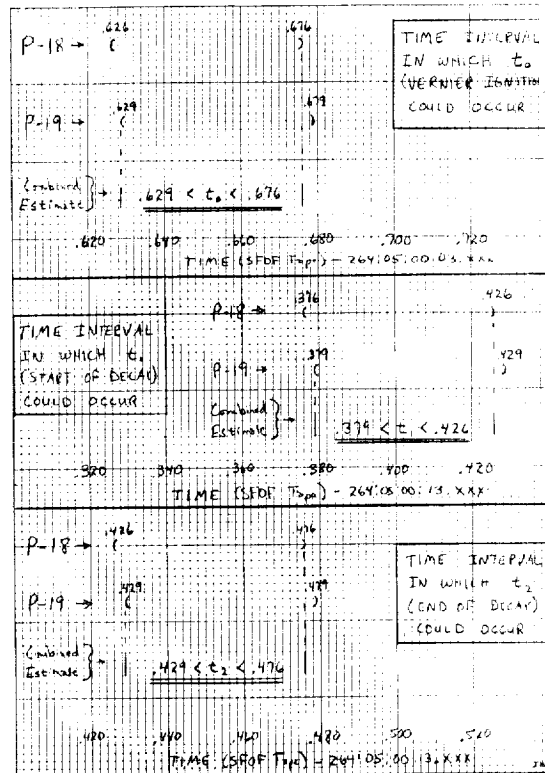 .626 .676
P-18 → ( (
TIME INTERVAL
IN WHICH t₀
(VERNIER IGNITION
COULD OCCUR
.629 .679
P-19 → ( )
Combined
Estimate } →
.629 < t₀ < .676
.620 .640 .660 .680 .700 .720
TIME (SFOF) - 264:05:00:03.XXX
.376 .426
P-18 → ( (
TIME INTERVAL
IN WHICH t₁
(START OF DECAY)
COULD OCCUR
.379 .429
P-19 → ( (
Combined
Estimate } →
.379 < t₁ < .426
.320 .340 .360 .380 .400 .420
TIME (SFOF) - 264:05:00:13.XXX
.426 .476
P-18 → ( (
TIME INTERVAL
IN WHICH t₂
(END OF DECAY)
COULD OCCUR
.429 .479
P-19 → ( (
Combined
Estimate } →
.429 < t₂ < .476
.420 .440 .460 .480 .500 .520
TIME (SFOF) - 264:05:00:13.XXX